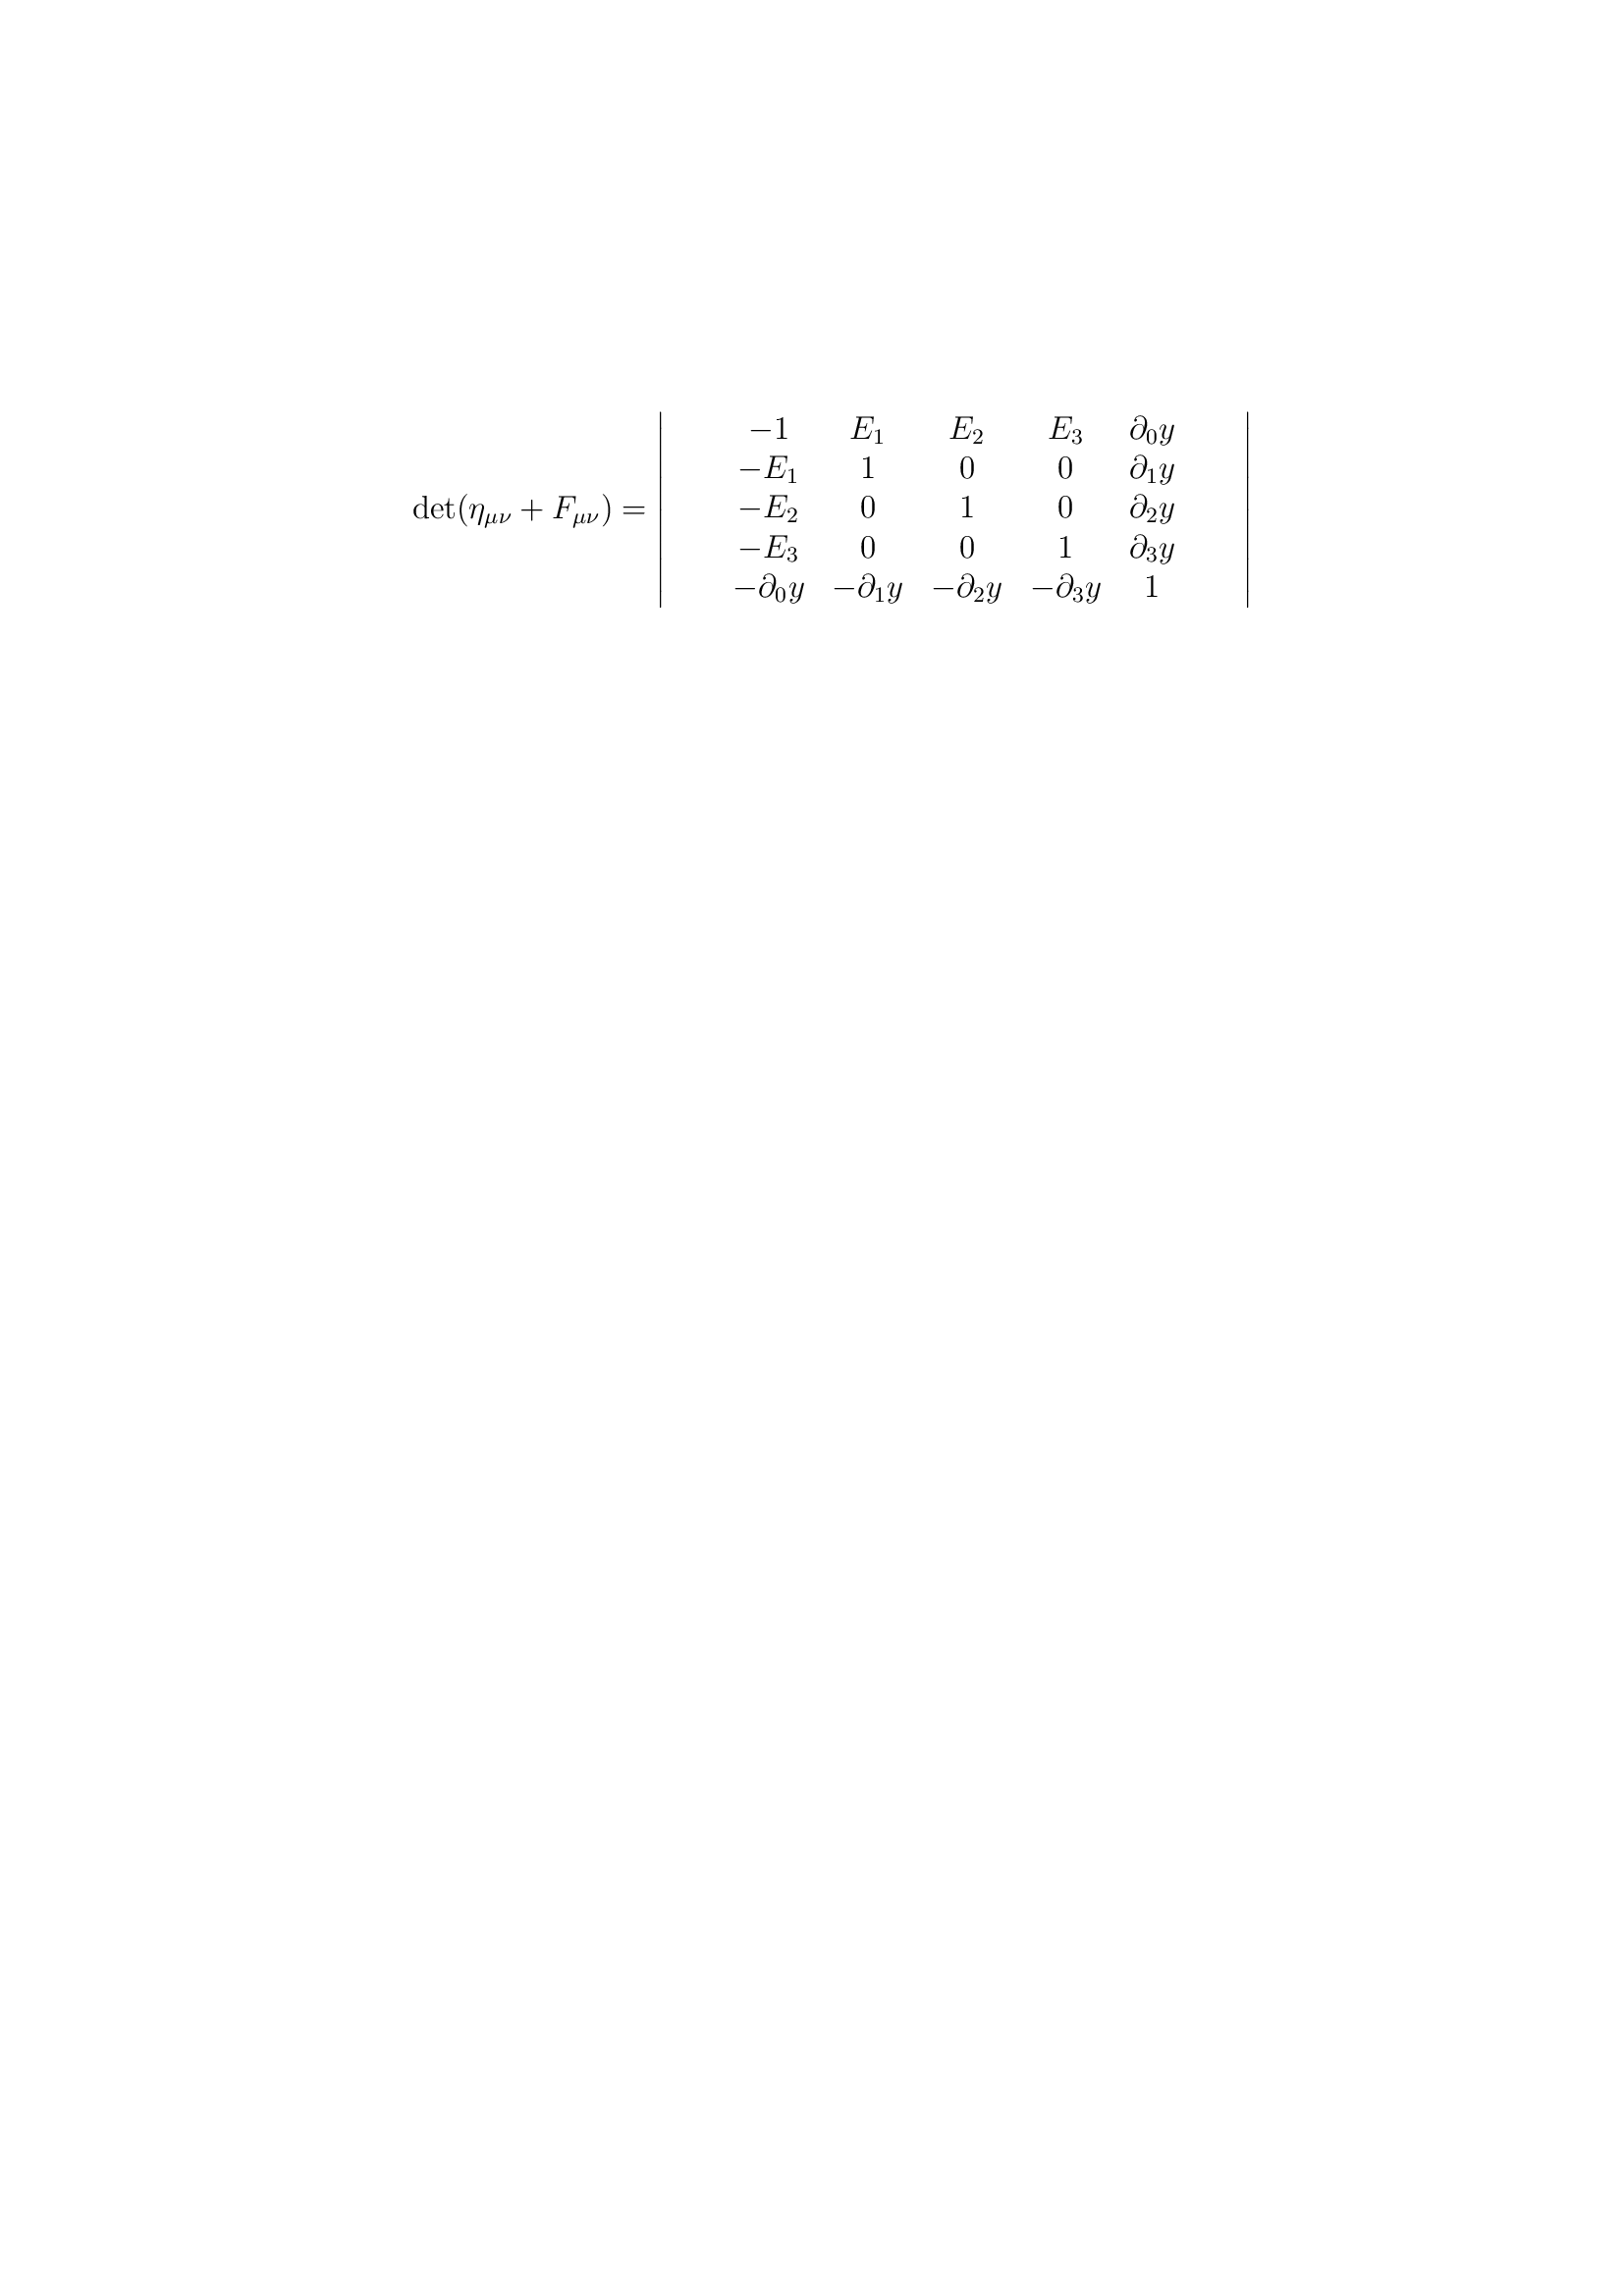 \det(\eta_{\mu\nu} + F_{\mu\nu}) = \begin{vmatrix} -1 & E_1 & E_2 & E_3 & \partial_0 y \\ -E_1 & 1 & 0 & 0 & \partial_1 y \\ -E_2 & 0 & 1 & 0 & \partial_2 y \\ -E_3 & 0 & 0 & 1 & \partial_3 y \\ -\partial_0 y & -\partial_1 y & -\partial_2 y & -\partial_3 y & 1 \end{vmatrix}